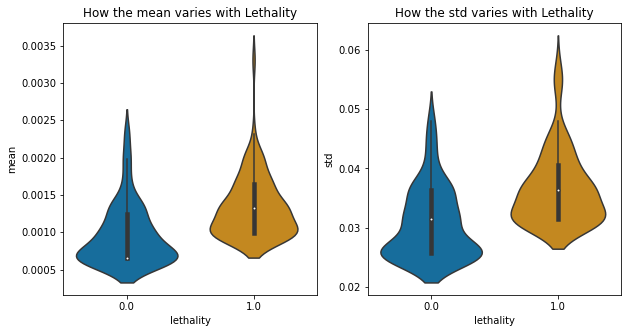 How the mean varies with Lethality
mean
0.0035
0.0030
0.0025
0.0020
0.0015
0.0010
0.0005
0.0
1.0
lethality
How the std varies with Lethality
std
0.06
0.05
0.04
0.03
0.02
0.0
1.0
lethality